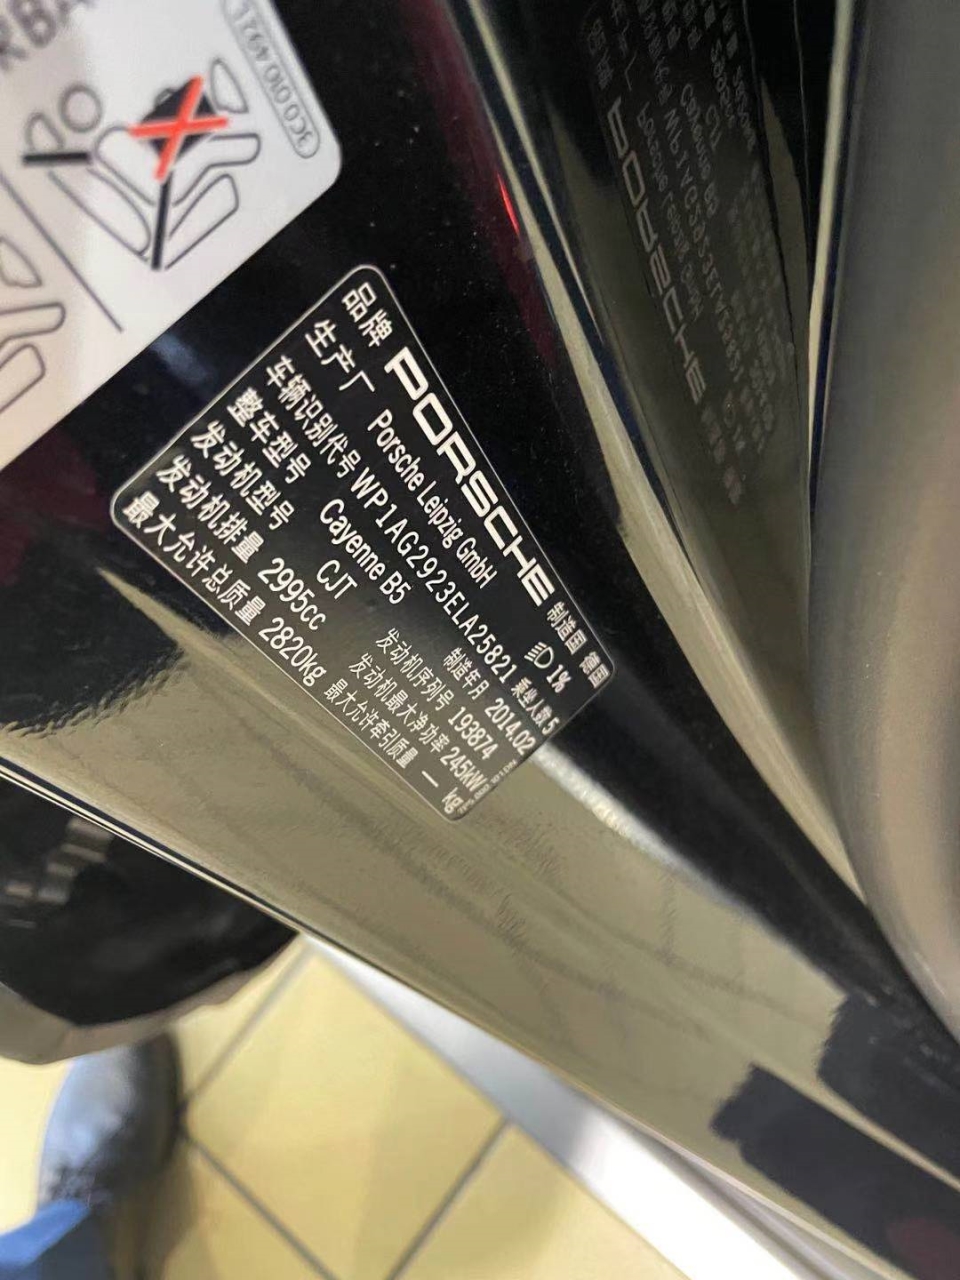 3C0 010 492 L
品牌 PORSCHE 制造国 德国
生产厂 Porsche Leipzig GmbH 1%
车辆识别代号 WP1AG2923ELA25821 乘坐人数 5
整车型号 Cayenne B5 制造年月 2014.02
发动机型号 CJT 发动机序列号 193874
发动机排量 2995cc 发动机最大净功率 245kW
最大允许总质量 2820kg 最大允许牵引质量 — kg